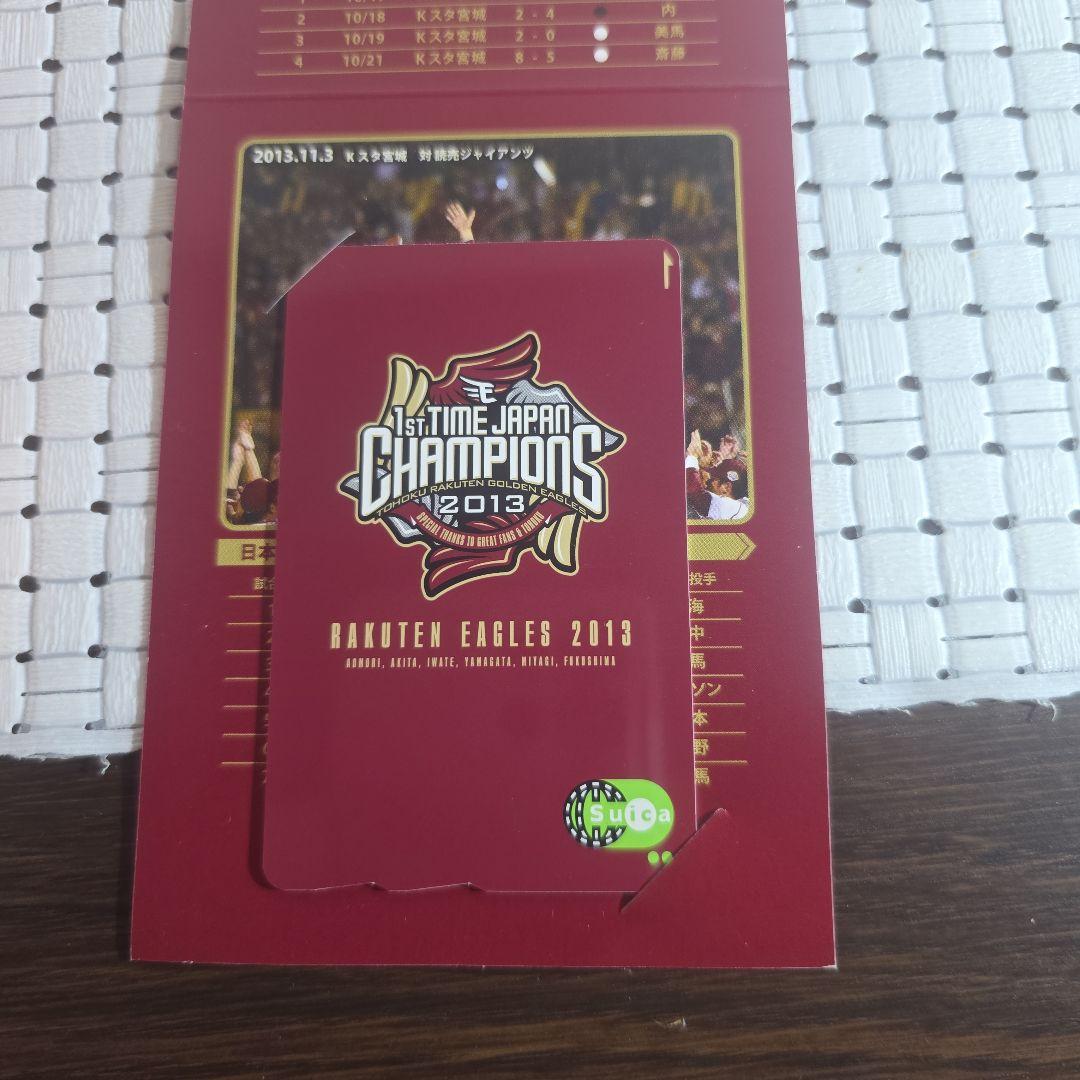 2 10/18 Kスタ宮城 2 - 4 ● 内
3 10/19 Kスタ宮城 2 - 0 ○ 美馬
4 10/21 Kスタ宮城 8 - 5 ○ 斎藤
2013.11.3 Kスタ宮城 対 読売ジャイアンツ
E
1ST TIME JAPAN
CHAMPIONS
TOHOKU RAKUTEN GOLDEN EAGLES
2013
SPECIAL THANKS TO GREAT FANS & TOHOKU
RAKUTEN EAGLES 2013
AOMORI, AKITA, IWATE, YAMAGATA, MIYAGI, FUKUSHIMA
Suica
日本
試合 投手
海
中
馬
ソン
本
野
馬